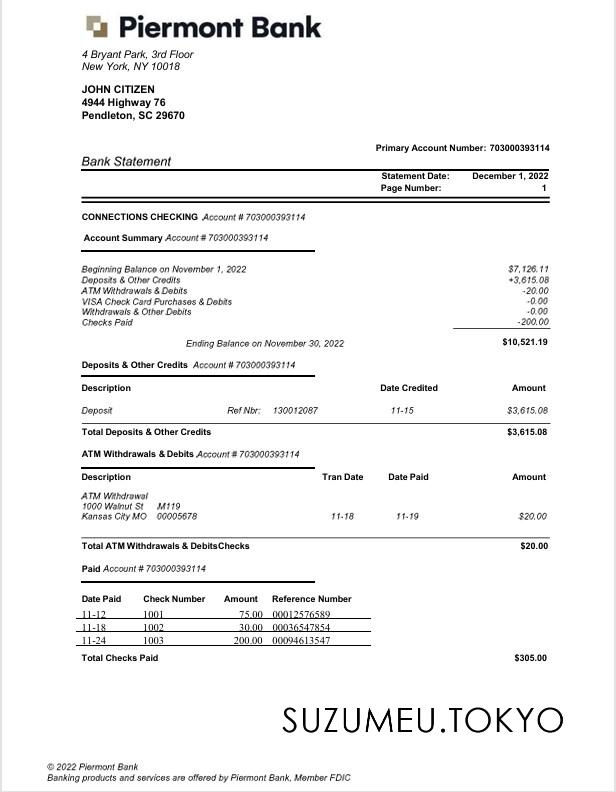 Piermont Bank
4 Bryant Park, 3rd Floor
New York, NY 10018
JOHN CITIZEN
4944 Highway 76
Pendleton, SC 29670
Primary Account Number: 703000393114
Bank Statement
Statement Date: December 1, 2022
Page Number: 1
CONNECTIONS CHECKING Account # 703000393114
Account Summary Account # 703000393114
Beginning Balance on November 1, 2022 $7,126.11
Deposits & Other Credits +3,615.08
ATM Withdrawals & Debits -20.00
VISA Check Card Purchases & Debits -0.00
Withdrawals & Other Debits -0.00
Checks Paid -200.00
Ending Balance on November 30, 2022 $10,521.19
Deposits & Other Credits Account # 703000393114
Description Date Credited Amount
Deposit Ref Nbr: 130012087 11-15 $3,615.08
Total Deposits & Other Credits $3,615.08
ATM Withdrawals & Debits Account # 703000393114
Description Tran Date Date Paid Amount
ATM Withdrawal
1000 Walnut St M119
Kansas City MO 00005678 11-18 11-19 $20.00
Total ATM Withdrawals & DebitsChecks $20.00
Paid Account # 703000393114
Date Paid Check Number Amount Reference Number
11-12 1001 75.00 00012576589
11-18 1002 30.00 00036547854
11-24 1003 200.00 00094613547
Total Checks Paid $305.00
SUZUMEU.TOKYO
© 2022 Piermont Bank
Banking products and services are offered by Piermont Bank, Member FDIC